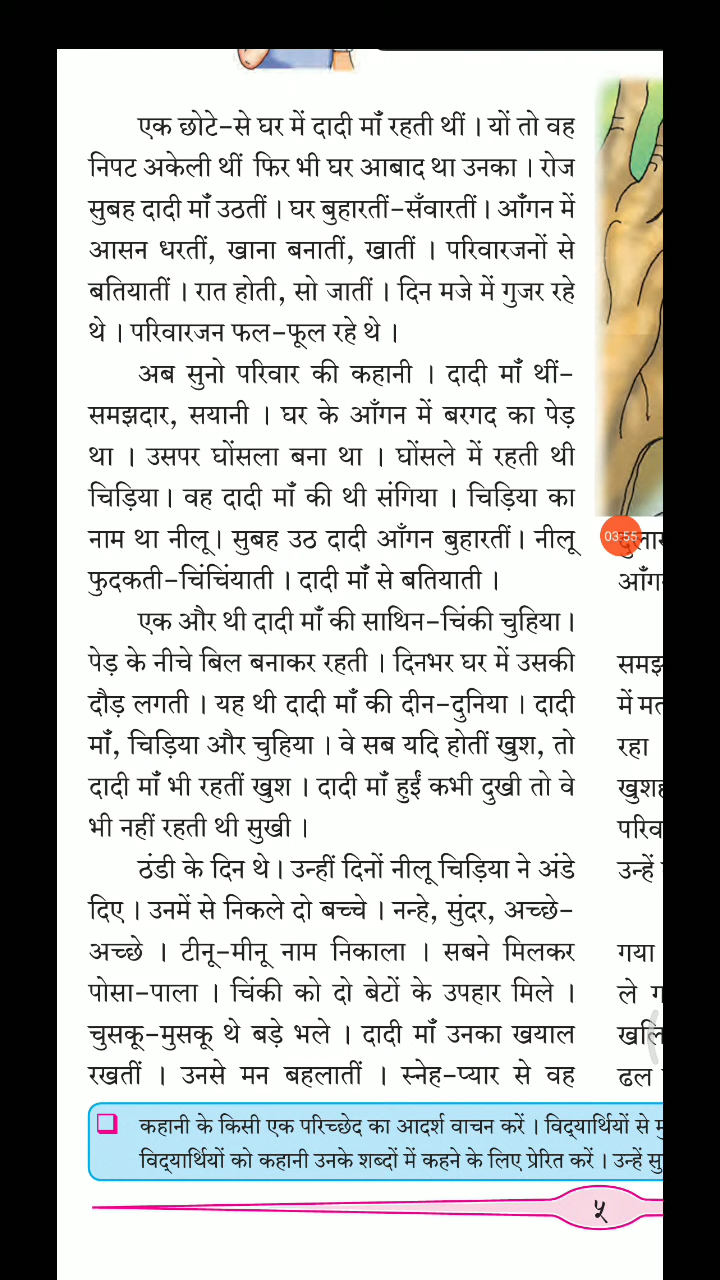 एक छोटे-से घर में दादी माँ रहती थीं । यों तो वह
निपट अकेली थीं फिर भी घर आबाद था उनका । रोज
सुबह दादी माँ उठतीं । घर बुहारतीं-सँवारतीं । आँगन में
आसन धरतीं, खाना बनातीं, खातीं । परिवारजनों से
बतियातीं । रात होती, सो जातीं । दिन मजे में गुजर रहे
थे । परिवारजन फल-फूल रहे थे ।
अब सुनो परिवार की कहानी । दादी माँ थीं-
समझदार, सयानी । घर के आँगन में बरगद का पेड़
था । उसपर घोंसला बना था । घोंसले में रहती थी
चिड़िया । वह दादी माँ की थी संगिया । चिड़िया का
नाम था नीलू । सुबह उठ दादी आँगन बुहारतीं । नीलू
फुदकती-चिंचिंयाती । दादी माँ से बतियाती ।
एक और थी दादी माँ की साथिन-चिंकी चुहिया ।
पेड़ के नीचे बिल बनाकर रहती । दिनभर घर में उसकी
दौड़ लगती । यह थी दादी माँ की दीन-दुनिया । दादी
माँ, चिड़िया और चुहिया । वे सब यदि होतीं खुश, तो
दादी माँ भी रहतीं खुश । दादी माँ हुईं कभी दुखी तो वे
भी नहीं रहती थी सुखी ।
ठंडी के दिन थे । उन्हीं दिनों नीलू चिड़िया ने अंडे
दिए । उनमें से निकले दो बच्चे । नन्हे, सुंदर, अच्छे-
अच्छे । टीनू-मीनू नाम निकाला । सबने मिलकर
पोसा-पाला । चिंकी को दो बेटों के उपहार मिले ।
चुसकू-मुसकू थे बड़े भले । दादी माँ उनका खयाल
रखतीं । उनसे मन बहलातीं । स्नेह-प्यार से वह
03:55
समझ
रहा
उन्हें
गया
ले
ढल
कहानी के किसी एक परिच्छेद का आदर्श वाचन करें । विद्‌यार्थियों से
विद्‌यार्थियों को कहानी उनके शब्दों में कहने के लिए प्रेरित करें । उन्हें
५